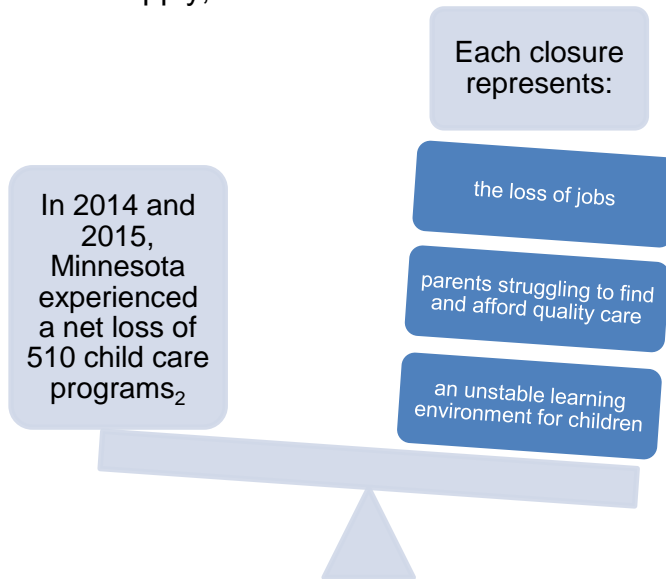 Each closure
represents:
the loss of jobs
In 2014 and
2015,
Minnesota
experienced
a net loss of
510 child care
programs₂
parents struggling to find
and afford quality care
an unstable learning
environment for children